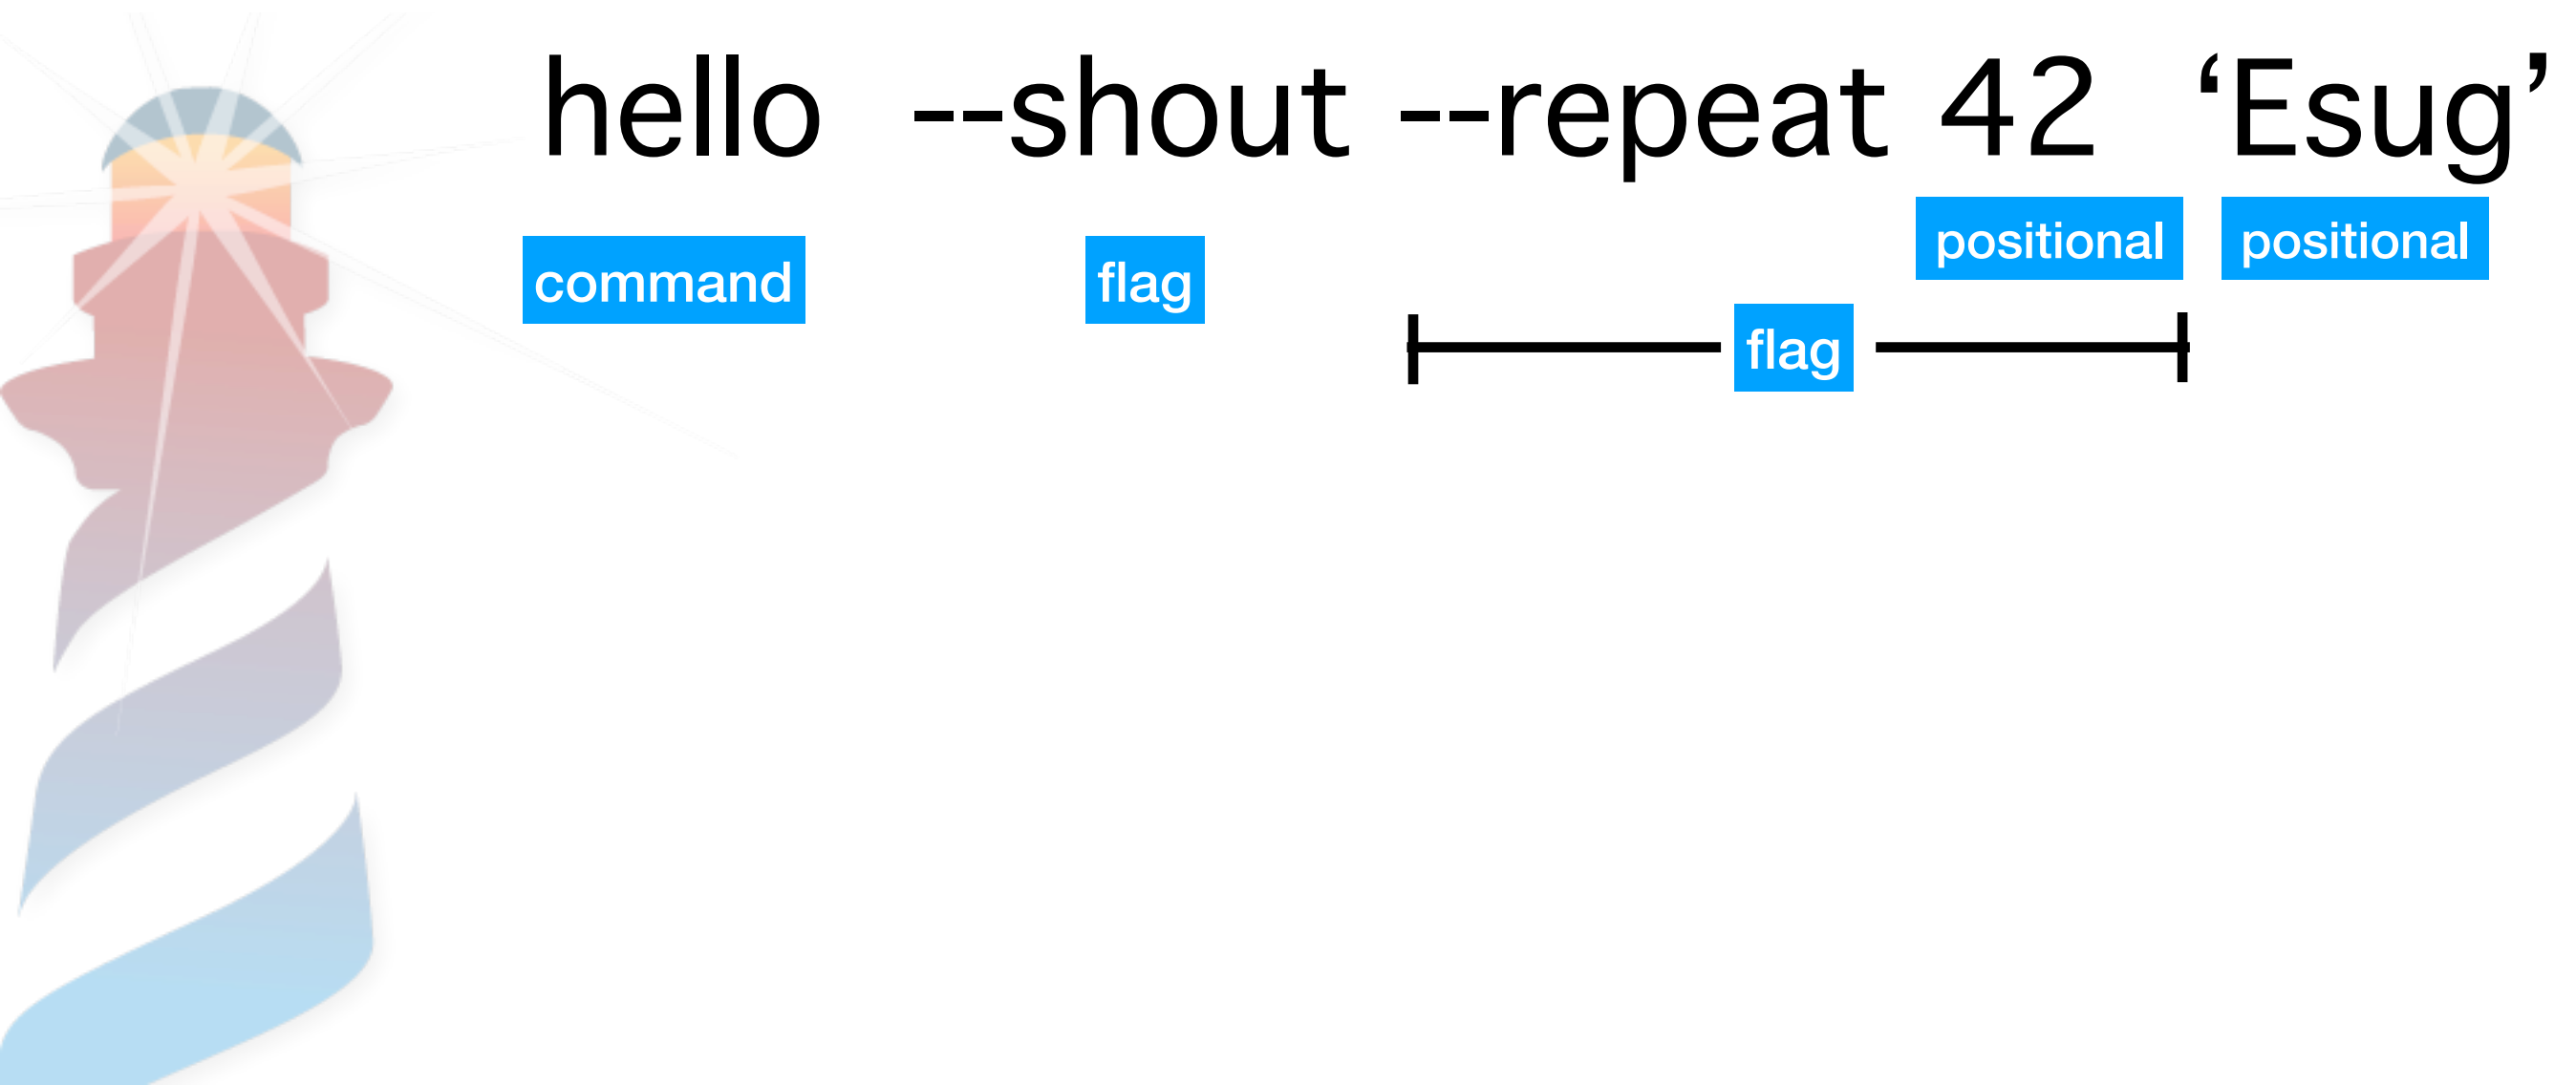 hello --shout --repeat 42 ‘Esug’
positional positional
command flag
flag